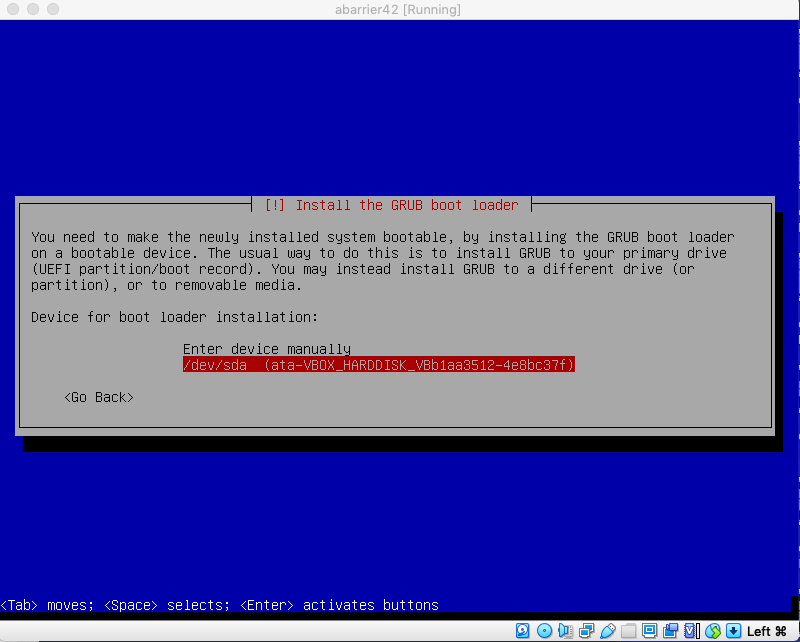 abarrier42 [Running]
[!] Install the GRUB boot loader
You need to make the newly installed system bootable, by installing the GRUB boot loader
on a bootable device. The usual way to do this is to install GRUB to your primary drive
(UEFI partition/boot record). You may instead install GRUB to a different drive (or
partition), or to removable media.
Device for boot loader installation:
Enter device manually
/dev/sda (ata-VBOX_HARDDISK_VBb1aa3512-4e8bc37f)
<Go Back>
<Tab> moves; <Space> selects; <Enter> activates buttons
Left ⌘